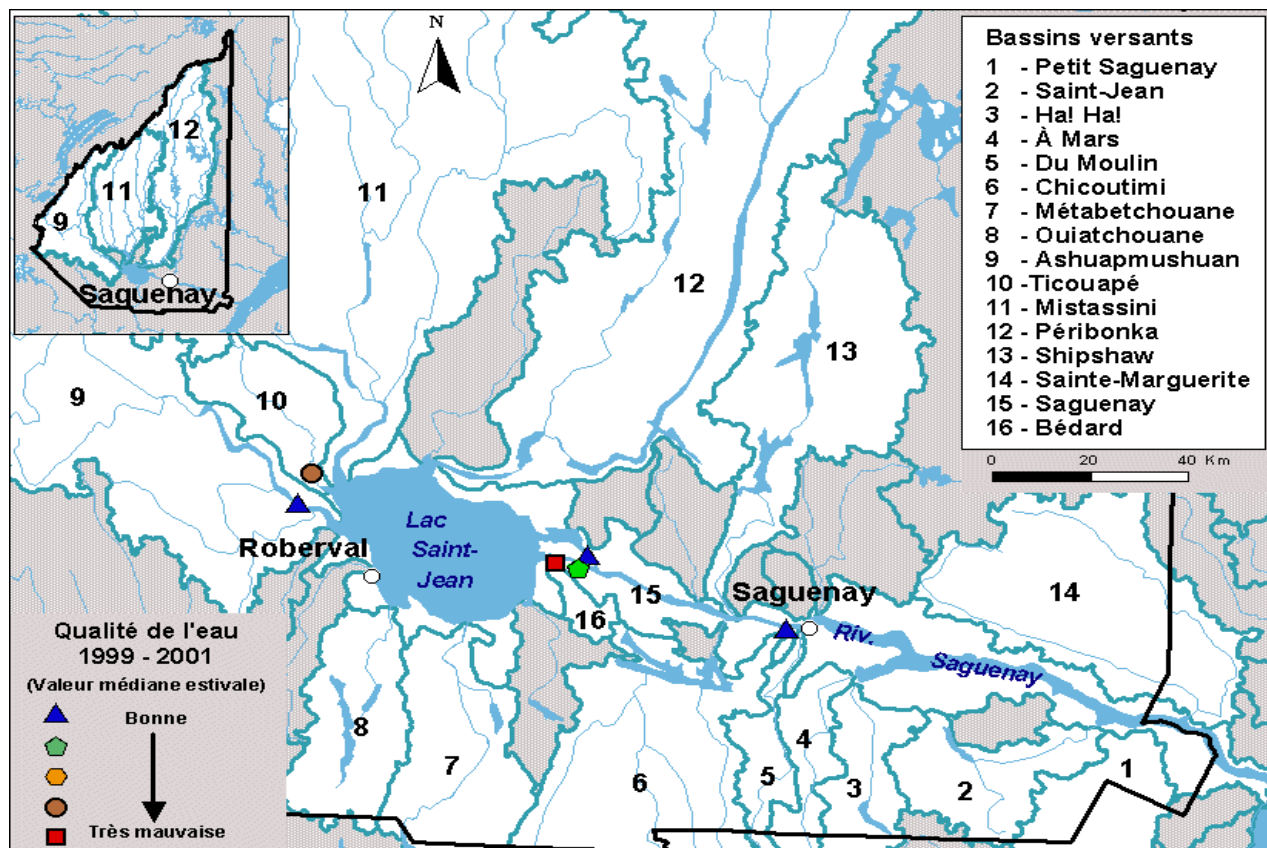 N
12
11
9
Saguenay
11
12
13
9
10
Lac
Saint-
Jean
Roberval
15
16
Saguenay
14
Riv.
Saguenay
8
7
6
5
4
3
2
1
Bassins versants
1 - Petit Saguenay
2 - Saint-Jean
3 - Ha! Ha!
4 - À Mars
5 - Du Moulin
6 - Chicoutimi
7 - Métabetchouane
8 - Ouiatchouane
9 - Ashuapmushuan
10 -Ticouapé
11 - Mistassini
12 - Péribonka
13 - Shipshaw
14 - Sainte-Marguerite
15 - Saguenay
16 - Bédard
0 20 40 Km
Qualité de l'eau
1999 - 2001
(Valeur médiane estivale)
Bonne
Très mauvaise